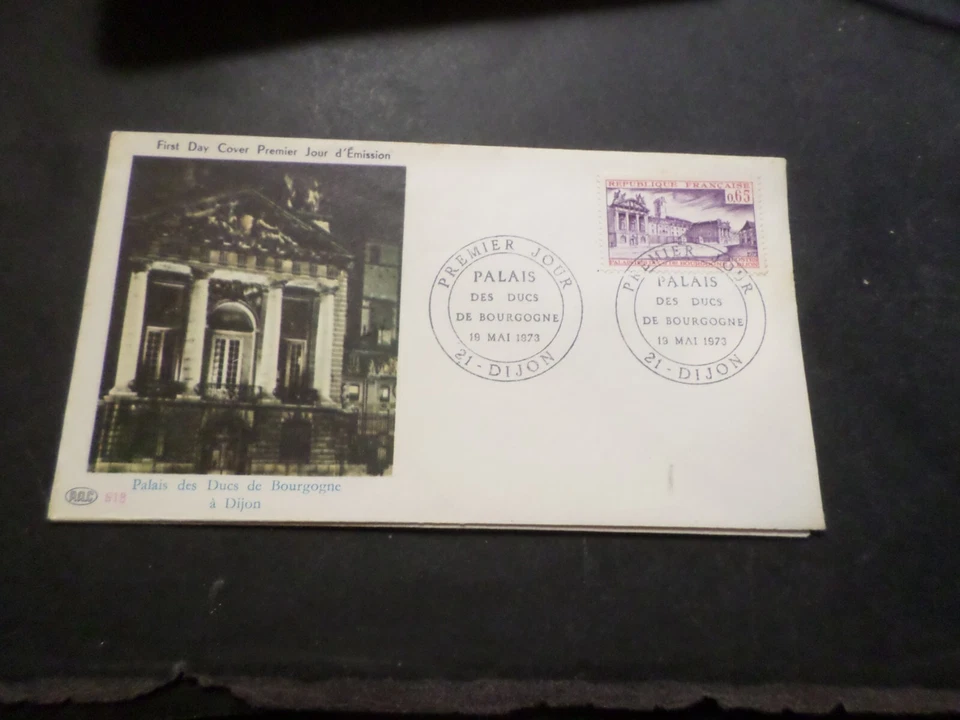 First Day Cover Premier Jour d'Émission
REPUBLIQUE FRANÇAISE
0,65
PREMIER JOUR
PALAIS
DES DUCS
DE BOURGOGNE
19 MAI 1973
21 - DIJON
PREMIER JOUR
PALAIS
DES DUCS
DE BOURGOGNE
19 MAI 1973
21 - DIJON
Palais des Ducs de Bourgogne
à Dijon